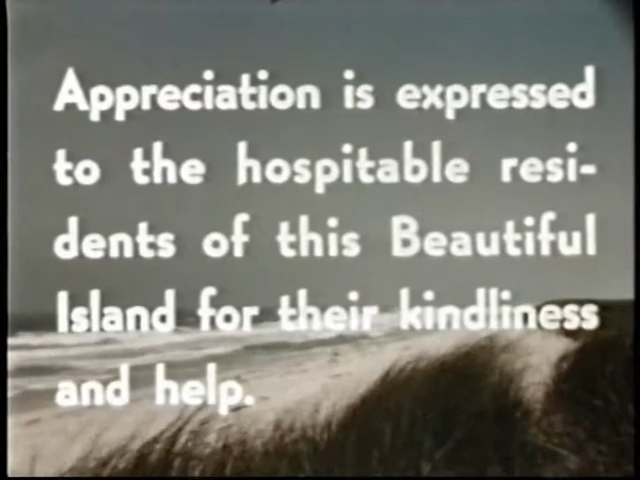 Appreciation is expressed
to the hospitable resi-
dents of this Beautiful
Island for their kindliness
and help.